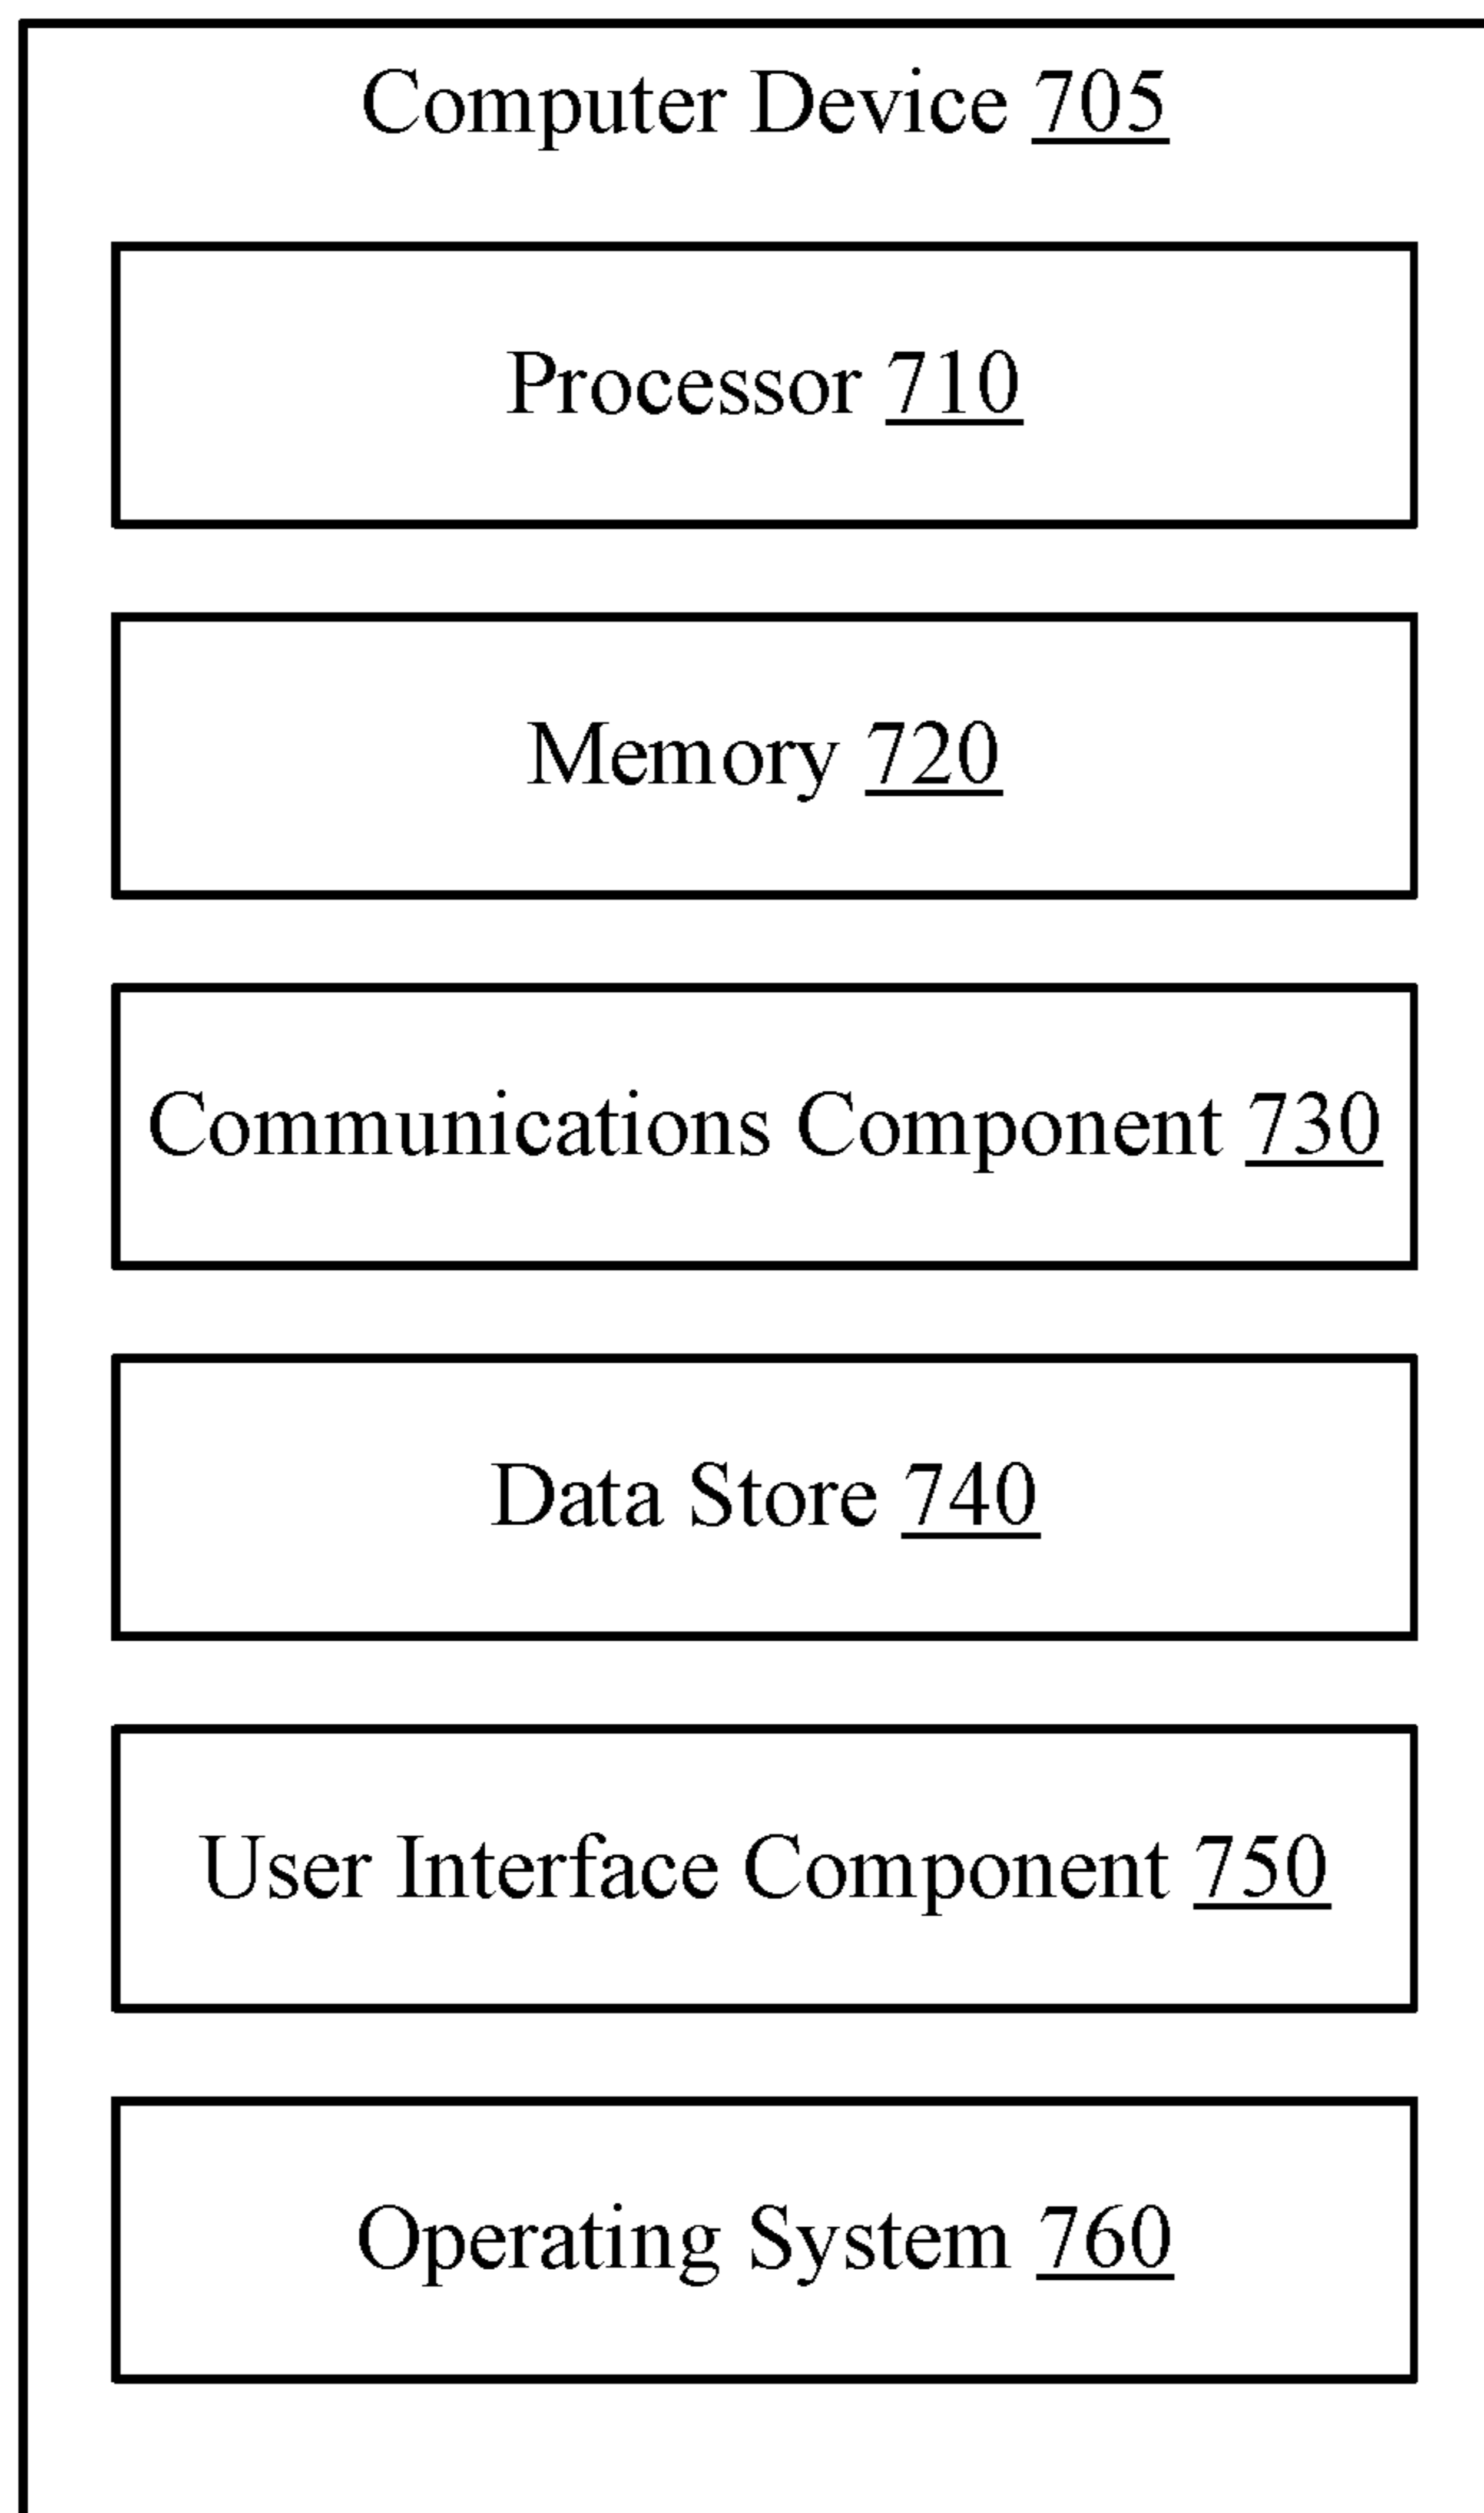 Computer Device 705
Processor 710
Memory 720
Communications Component 730
Data Store 740
User Interface Component 750
Operating System 760